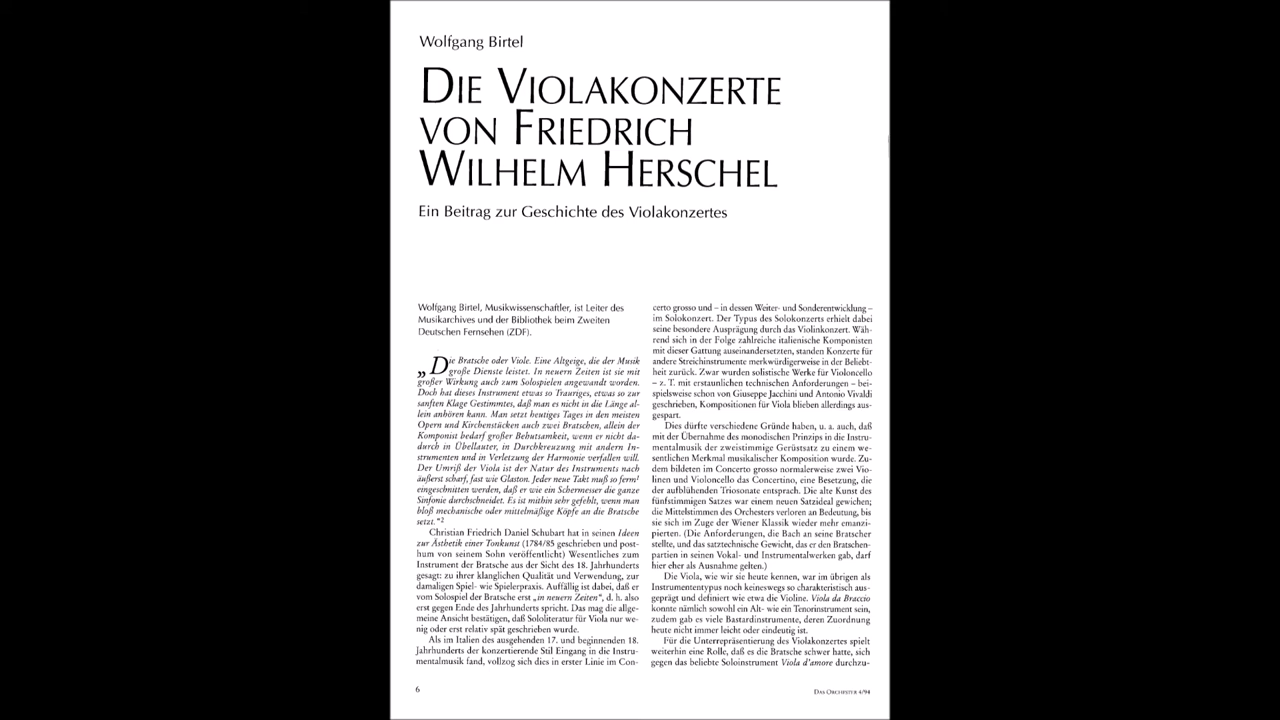 Wolfgang Birtel
DIE VIOLAKONZERTE
VON FRIEDRICH
WILHELM HERSCHEL
Ein Beitrag zur Geschichte des Violakonzertes
Wolfgang Birtel, Musikwissenschaftler, ist Leiter des
Musikarchives und der Bibliothek beim Zweiten
Deutschen Fernsehen (ZDF).
„Die Bratsche oder Viole. Eine Altgeige, die der Musik
große Dienste leistet. In neuern Zeiten ist sie mit
großer Wirkung auch zum Solospielen angewandt worden.
Doch hat dieses Instrument etwas so Trauriges, etwas so zur
sanften Klage Gestimmtes, daß man es nicht in die Länge al-
lein anhören kann. Man setzt heutiges Tages in den meisten
Opern und Kirchenstücken auch zwei Bratschen, allein der
Komponist bedarf großer Behutsamkeit, wenn er nicht da-
durch in Übellauter, in Durchkreuzung mit andern In-
strumenten und in Verletzung der Harmonie verfallen will.
Der Umriß der Viola ist der Natur des Instruments nach
äußerst scharf, fast wie Glaston. Jeder neue Takt muß so ferm¹
eingeschnitten werden, daß er wie ein Schermesser die ganze
Sinfonie durchschneidet. Es ist mithin sehr gefehlt, wenn man
bloß mechanische oder mittelmäßige Köpfe an die Bratsche
setzt.“²
Christian Friedrich Daniel Schubart hat in seinen Ideen
zur Ästhetik einer Tonkunst (1784/85 geschrieben und post-
hum von seinem Sohn veröffentlicht) Wesentliches zum
Instrument der Bratsche aus der Sicht des 18. Jahrhunderts
gesagt: zu ihrer klanglichen Qualität und Verwendung, zur
damaligen Spiel- wie Spielerpraxis. Auffällig ist dabei, daß er
vom Solospiel der Bratsche erst „in neuern Zeiten“, d. h. also
erst gegen Ende des Jahrhunderts spricht. Das mag die allge-
meine Ansicht bestätigen, daß Sololiteratur für Viola nur we-
nig oder erst relativ spät geschrieben wurde.
Als im Italien des ausgehenden 17. und beginnenden 18.
Jahrhunderts der konzertierende Stil Eingang in die Instru-
mentalmusik fand, vollzog sich dies in erster Linie im Con-
certo grosso und – in dessen Weiter- und Sonderentwicklung –
im Solokonzert. Der Typus des Solokonzerts erhielt dabei
seine besondere Ausprägung durch das Violinkonzert. Wäh-
rend sich in der Folge zahlreiche italienische Komponisten
mit dieser Gattung auseinandersetzten, standen Konzerte für
andere Streichinstrumente merkwürdigerweise in der Beliebt-
heit zurück. Zwar wurden solistische Werke für Violoncello
– z. T. mit erstaunlichen technischen Anforderungen – bei-
spielsweise schon von Giuseppe Jacchini und Antonio Vivaldi
geschrieben, Kompositionen für Viola blieben allerdings aus-
gespart.
Dies dürfte verschiedene Gründe haben, u. a. auch, daß
mit der Übernahme des monodischen Prinzips in die Instru-
mentalmusik der zweistimmige Gerüstsatz zu einem we-
sentlichen Merkmal musikalischer Komposition wurde. Zu-
dem bildeten im Concerto grosso normalerweise zwei Vio-
linen und Violoncello das Concertino, eine Besetzung, die
der aufblühenden Triosonate entsprach. Die alte Kunst des
fünfstimmigen Satzes war einem neuen Satzideal gewichen;
die Mittelstimmen des Orchesters verloren an Bedeutung, bis
sie sich im Zuge der Wiener Klassik wieder mehr emanzi-
pierten. (Die Anforderungen, die Bach an seine Bratscher
stellte, und das satztechnische Gewicht, das er den Bratschen-
partien in seinen Vokal- und Instrumentalwerken gab, darf
hier eher als Ausnahme gelten.)
Die Viola, wie wir sie heute kennen, war im übrigen als
Instrumententypus noch keineswegs so charakteristisch aus-
geprägt und definiert wie etwa die Violine. Viola da Braccio
konnte nämlich sowohl ein Alt- wie ein Tenorinstrument sein,
zudem gab es viele Bastardinstrumente, deren Zuordnung
heute nicht immer leicht oder eindeutig ist.
Für die Unterrepräsentierung des Violakonzertes spielt
weiterhin eine Rolle, daß es die Bratsche schwer hatte, sich
gegen das beliebte Soloinstrument Viola d'amore durchzu-
6
DAS ORCHESTER 4/94